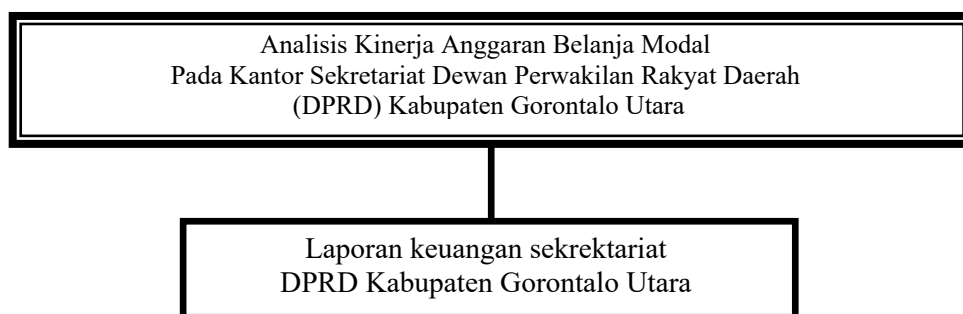 Analisis Kinerja Anggaran Belanja Modal
Pada Kantor Sekretariat Dewan Perwakilan Rakyat Daerah
(DPRD) Kabupaten Gorontalo Utara
Laporan keuangan sekrektariat
DPRD Kabupaten Gorontalo Utara